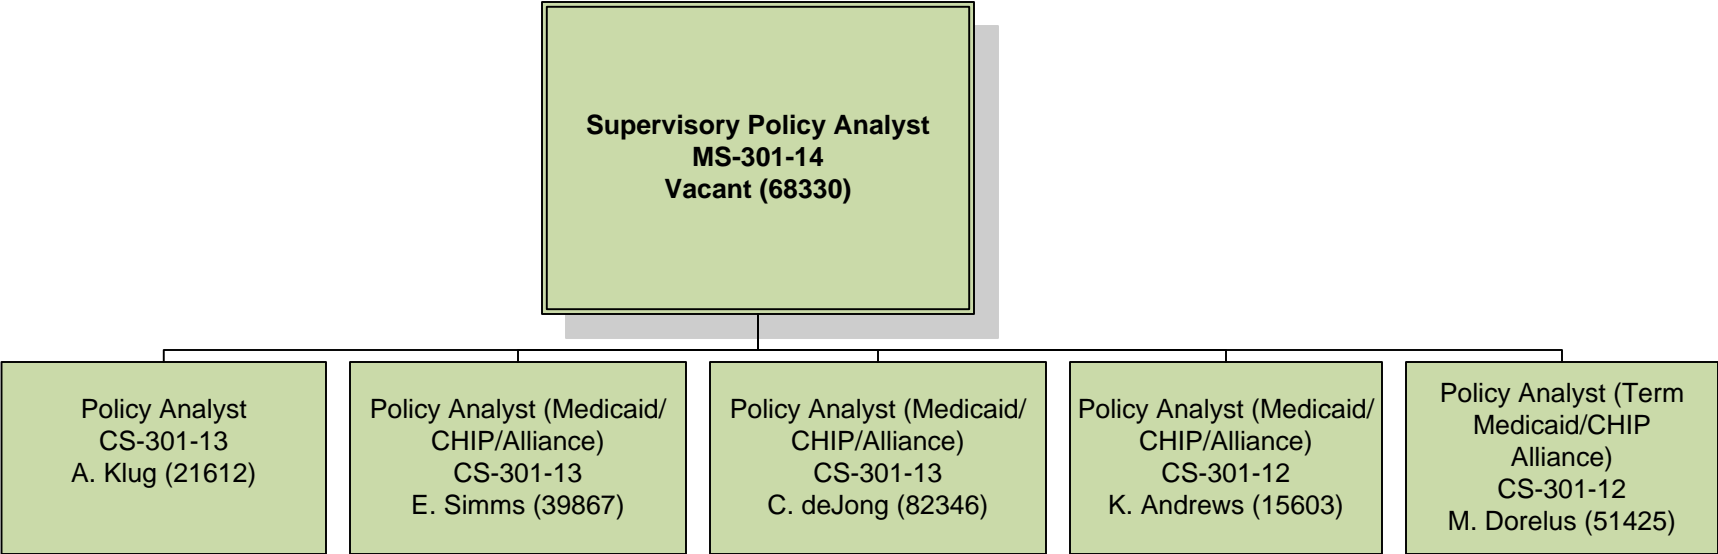 Supervisory Policy Analyst
MS-301-14
Vacant (68330)
Policy Analyst
CS-301-13
A. Klug (21612)
Policy Analyst (Medicaid/
CHIP/Alliance)
CS-301-13
E. Simms (39867)
Policy Analyst (Medicaid/
CHIP/Alliance)
CS-301-13
C. deJong (82346)
Policy Analyst (Medicaid/
CHIP/Alliance)
CS-301-12
K. Andrews (15603)
Policy Analyst (Term
Medicaid/CHIP
Alliance)
CS-301-12
M. Dorelus (51425)